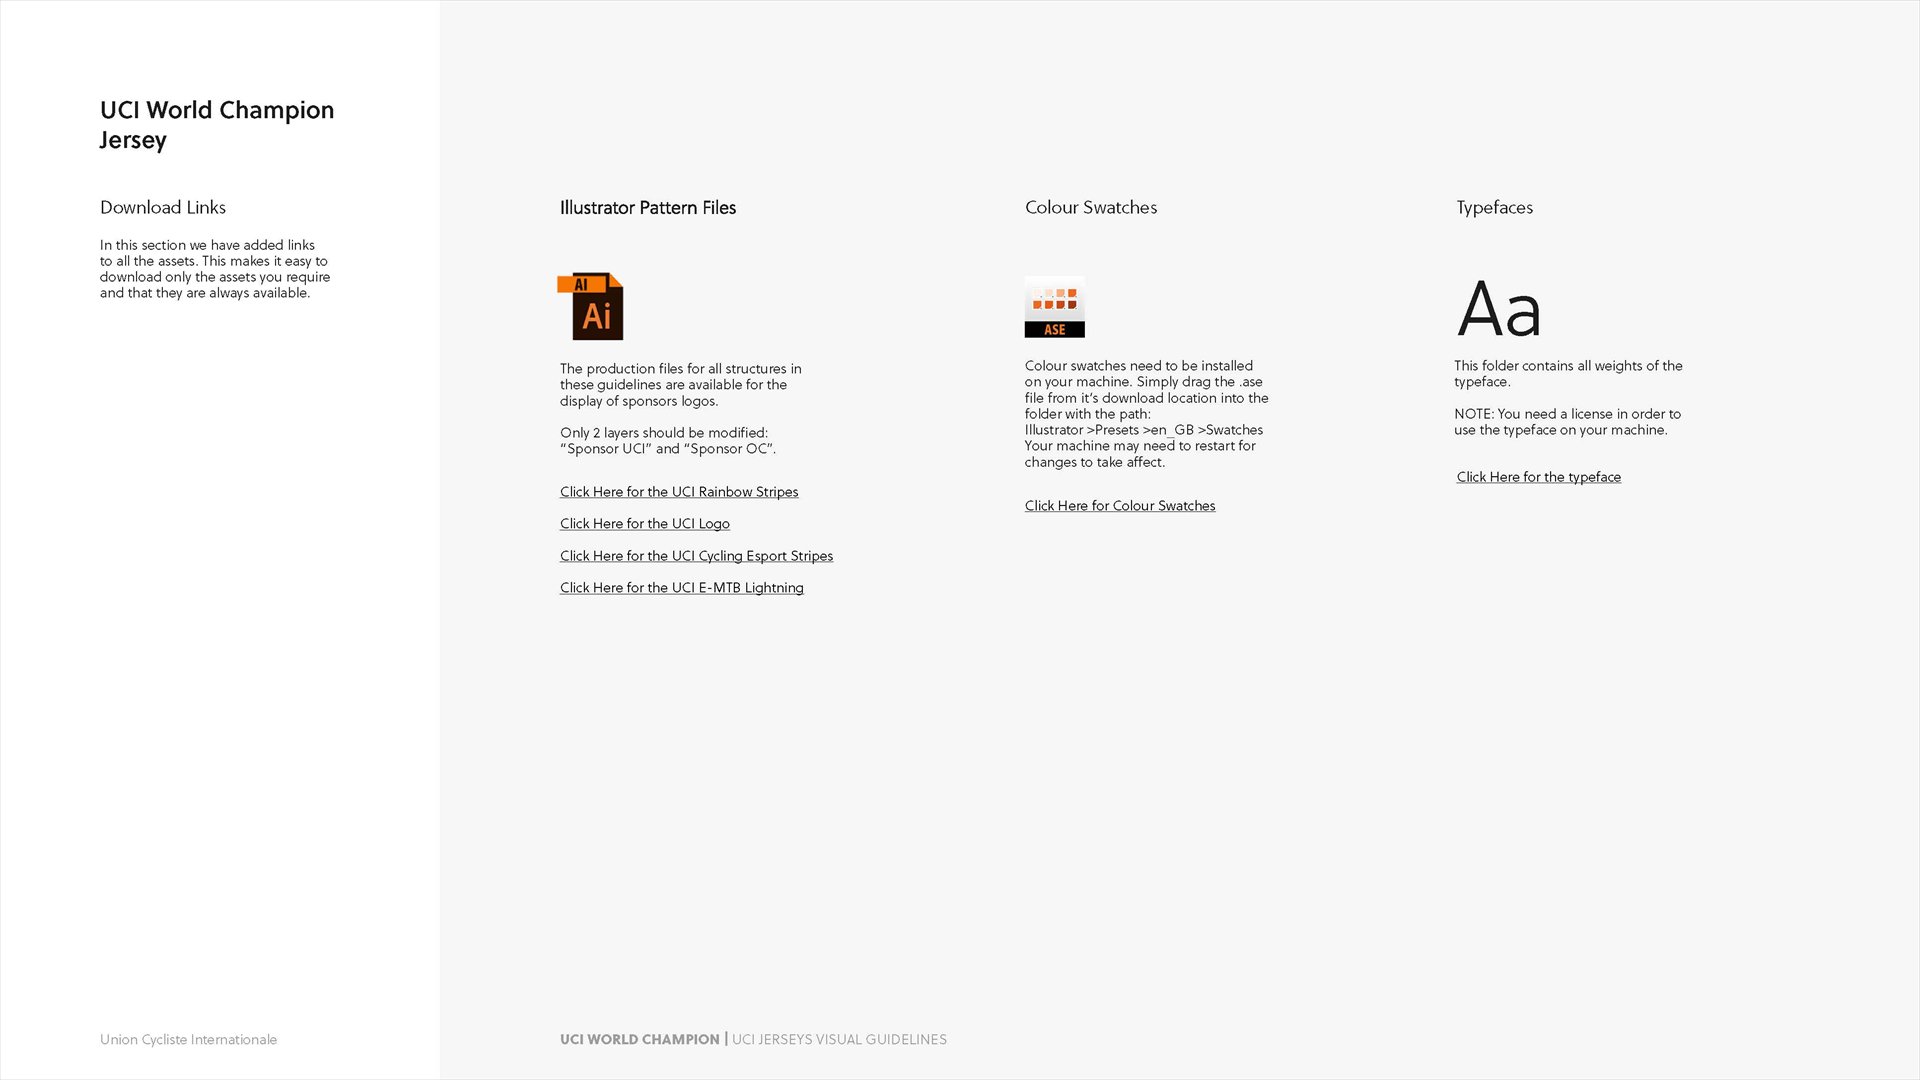 UCI World Champion
Jersey
Download Links
In this section we have added links
to all the assets. This makes it easy to
download only the assets you require
and that they are always available.
Illustrator Pattern Files
AI
Ai
The production files for all structures in
these guidelines are available for the
display of sponsors logos.
Only 2 layers should be modified:
“Sponsor UCI” and “Sponsor OC”.
Click Here for the UCI Rainbow Stripes
Click Here for the UCI Logo
Click Here for the UCI Cycling Esport Stripes
Click Here for the UCI E-MTB Lightning
Colour Swatches
ASE
Colour swatches need to be installed
on your machine. Simply drag the .ase
file from it’s download location into the
folder with the path:
Illustrator >Presets >en_GB >Swatches
Your machine may need to restart for
changes to take affect.
Click Here for Colour Swatches
Typefaces
Aa
This folder contains all weights of the
typeface.
NOTE: You need a license in order to
use the typeface on your machine.
Click Here for the typeface
Union Cycliste Internationale
UCI WORLD CHAMPION | UCI JERSEYS VISUAL GUIDELINES